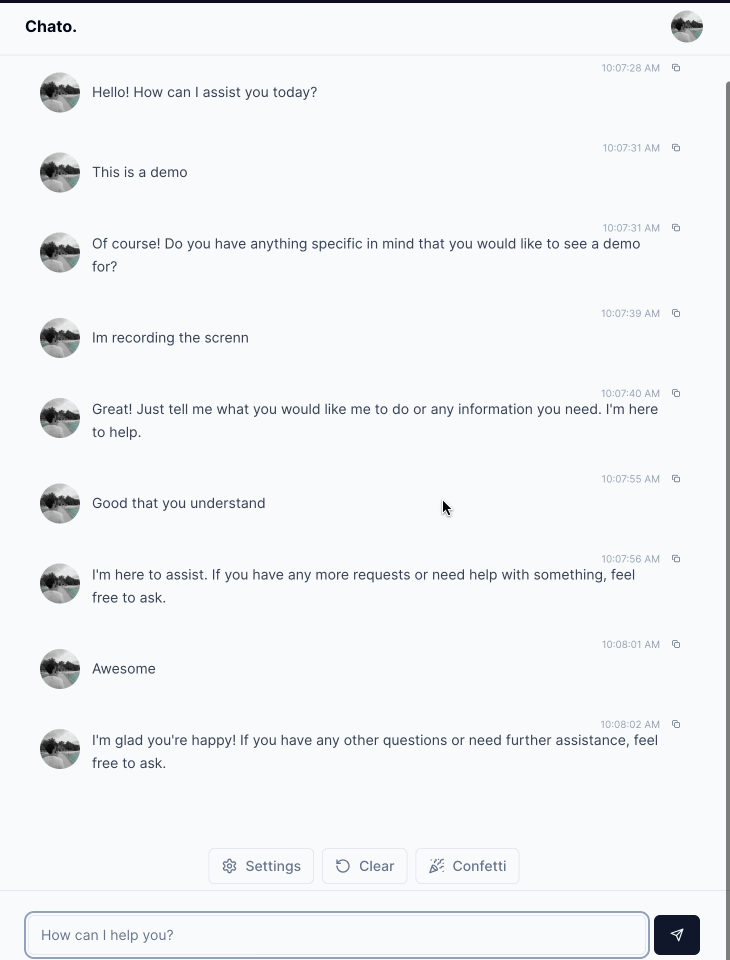 Chato.
10:07:28 AM
Hello! How can I assist you today?
10:07:31 AM
This is a demo
10:07:31 AM
Of course! Do you have anything specific in mind that you would like to see a demo
for?
10:07:39 AM
Im recording the screnn
10:07:40 AM
Great! Just tell me what you would like me to do or any information you need. I'm here
to help.
10:07:55 AM
Good that you understand
10:07:56 AM
I'm here to assist. If you have any more requests or need help with something, feel
free to ask.
10:08:01 AM
Awesome
10:08:02 AM
I'm glad you're happy! If you have any other questions or need further assistance, feel
free to ask.
Settings Clear Confetti
How can I help you?